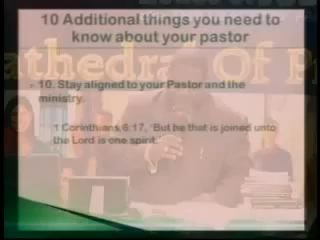 10 Additional things you need to
know about your pastor
athedral Of P
10. Stay aligned to your Pastor and the
ministry.
1 Corinthians 6:17, 'But he that is joined unto
the Lord is one spirit.'